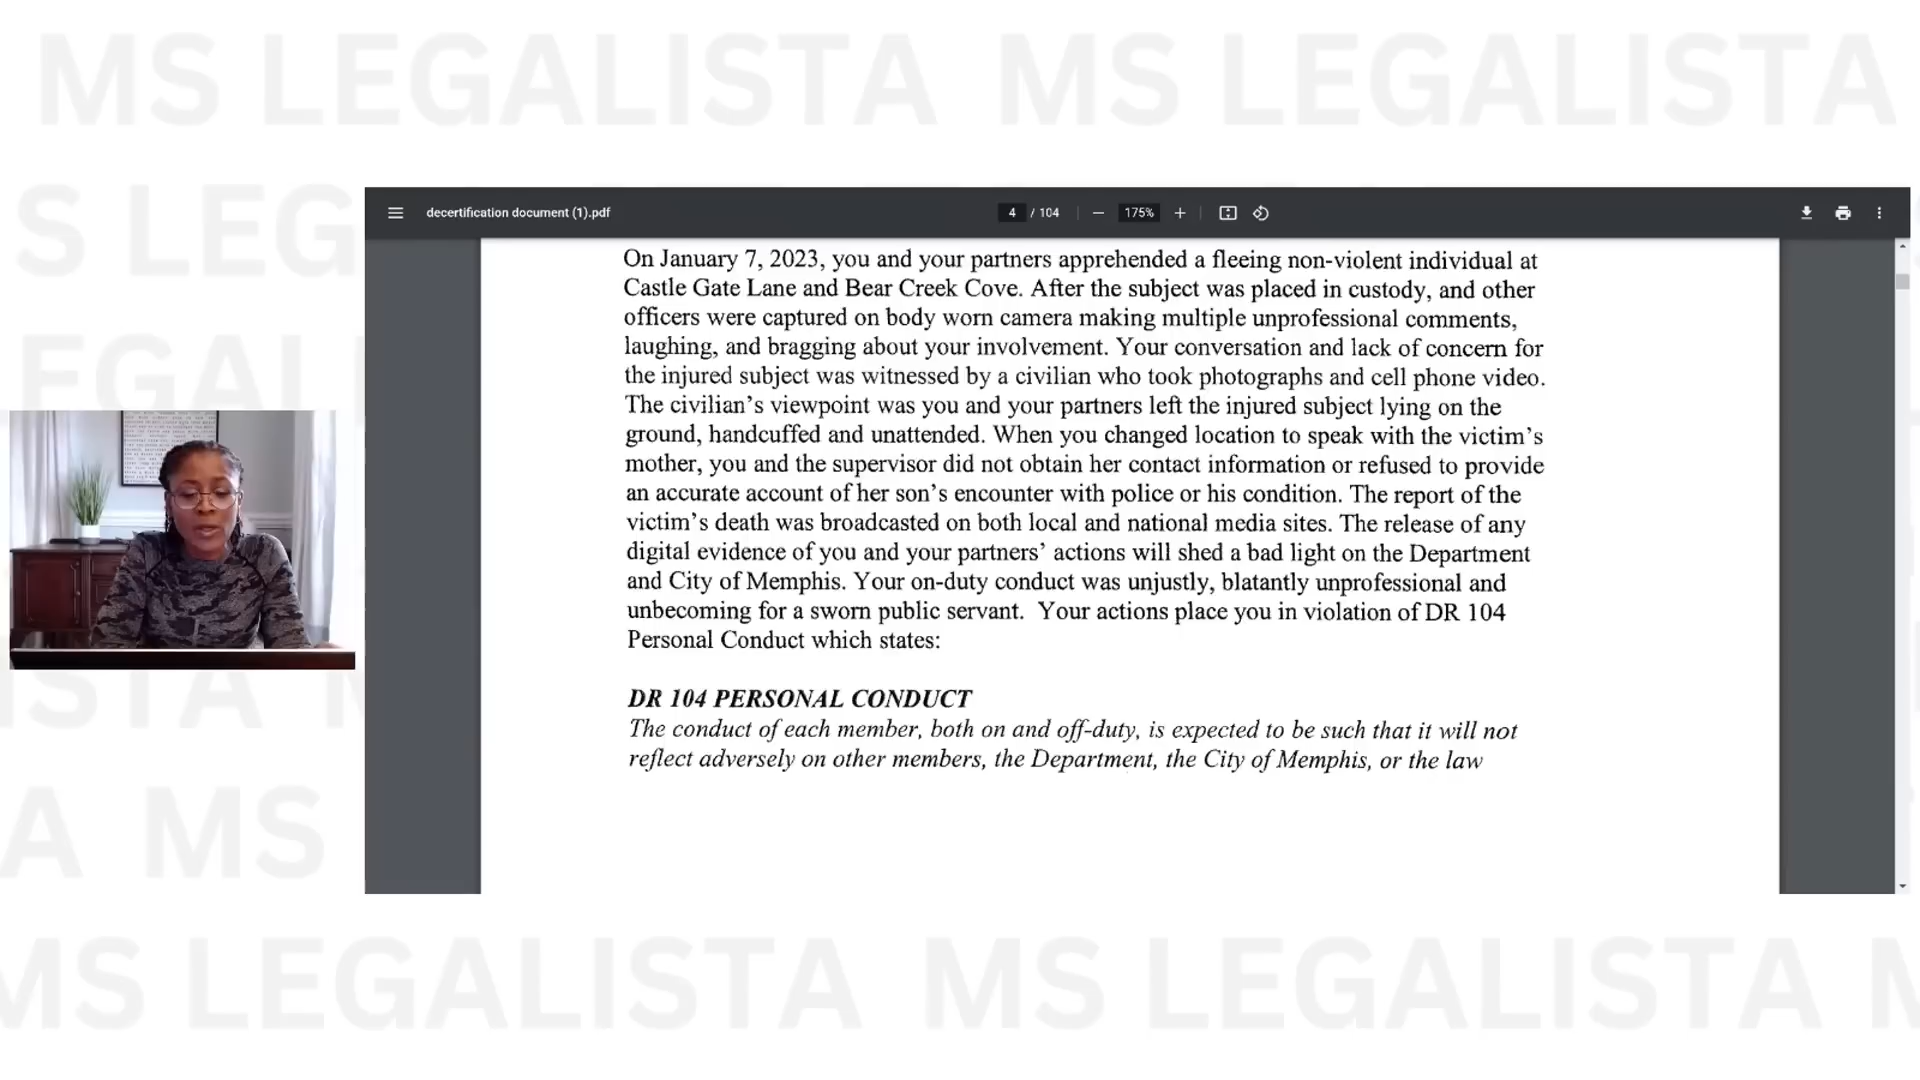 MS LEGALISTA MS LEGALISTA
S LEG
decertification document (1).pdf
4 / 104
175%
On January 7, 2023, you and your partners apprehended a fleeing non-violent individual at
Castle Gate Lane and Bear Creek Cove. After the subject was placed in custody, and other
officers were captured on body worn camera making multiple unprofessional comments,
laughing, and bragging about your involvement. Your conversation and lack of concern for
the injured subject was witnessed by a civilian who took photographs and cell phone video.
The civilian's viewpoint was you and your partners left the injured subject lying on the
ground, handcuffed and unattended. When you changed location to speak with the victim's
mother, you and the supervisor did not obtain her contact information or refused to provide
an accurate account of her son's encounter with police or his condition. The report of the
victim's death was broadcasted on both local and national media sites. The release of any
digital evidence of you and your partners' actions will shed a bad light on the Department
and City of Memphis. Your on-duty conduct was unjustly, blatantly unprofessional and
unbecoming for a sworn public servant. Your actions place you in violation of DR 104
Personal Conduct which states:
DR 104 PERSONAL CONDUCT
The conduct of each member, both on and off-duty, is expected to be such that it will not
reflect adversely on other members, the Department, the City of Memphis, or the law
EGALI
ISTA M
A MS
MS LEGALISTA MS LEGALISTA M